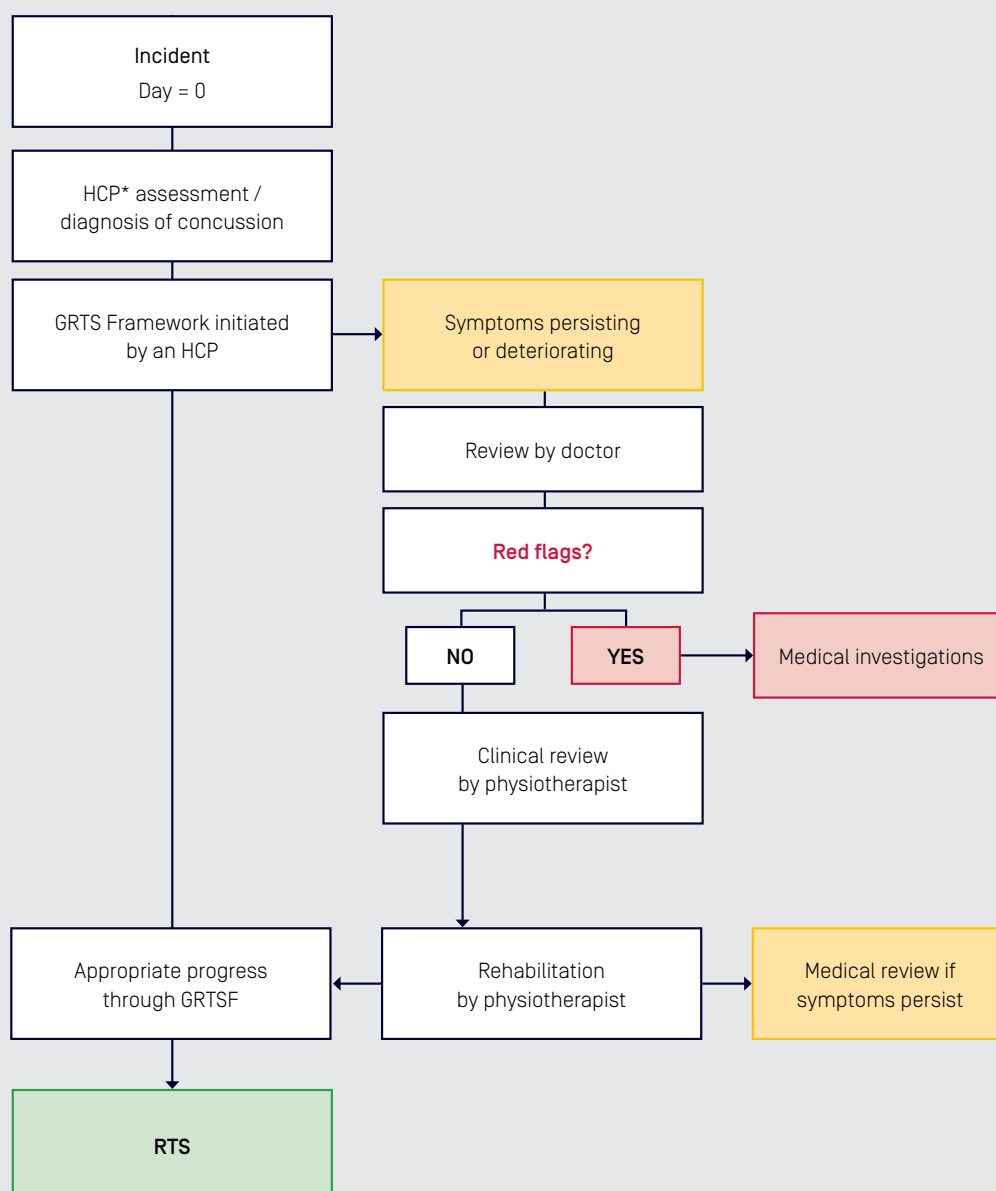 Incident
Day = 0
HCP* assessment /
diagnosis of concussion
GRTS Framework initiated
by an HCP
Symptoms persisting
or deteriorating
Review by doctor
Red flags?
NO
YES
Medical investigations
Clinical review
by physiotherapist
Appropriate progress
through GRTSF
Rehabilitation
by physiotherapist
Medical review if
symptoms persist
RTS